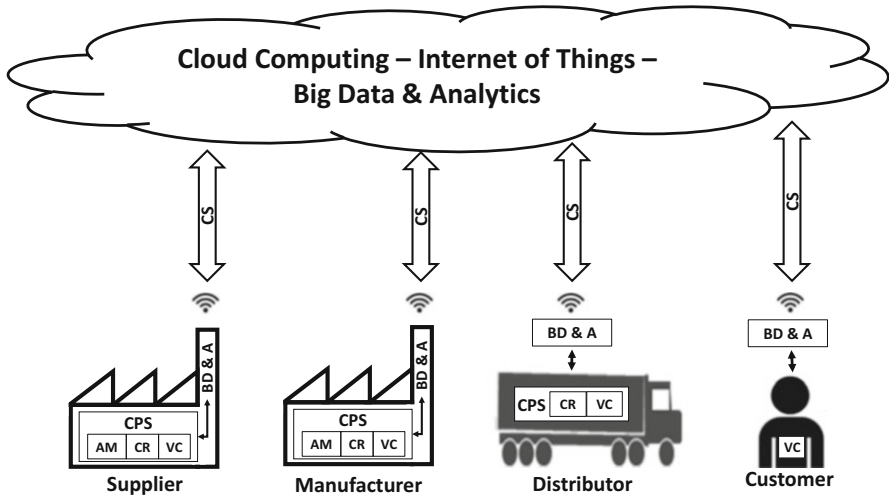 Cloud Computing – Internet of Things –
Big Data & Analytics
CS
CS
CS
CS
BD & A
BD & A
BD & A
BD & A
CPS
AM CR VC
CPS
AM CR VC
CPS CR VC
VC
Supplier
Manufacturer
Distributor
Customer